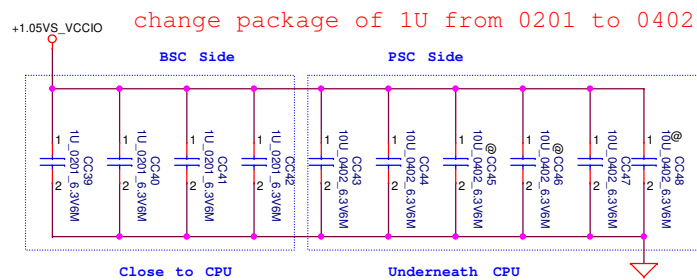 change package of 1U from 0201 to 0402
+1.05VS_VCCIO
BSC Side
PSC Side
1
2
CC39
1U_0201_6.3V6M
1
2
CC40
1U_0201_6.3V6M
1
2
CC41
1U_0201_6.3V6M
1
2
CC42
1U_0201_6.3V6M
1
2
CC43
10U_0402_6.3V6M
1
2
CC44
10U_0402_6.3V6M
1
2
CC45
10U_0402_6.3V6M
@
1
2
CC46
10U_0402_6.3V6M
@
1
2
CC47
10U_0402_6.3V6M
1
2
CC48
10U_0402_6.3V6M
@
Close to CPU
Underneath CPU